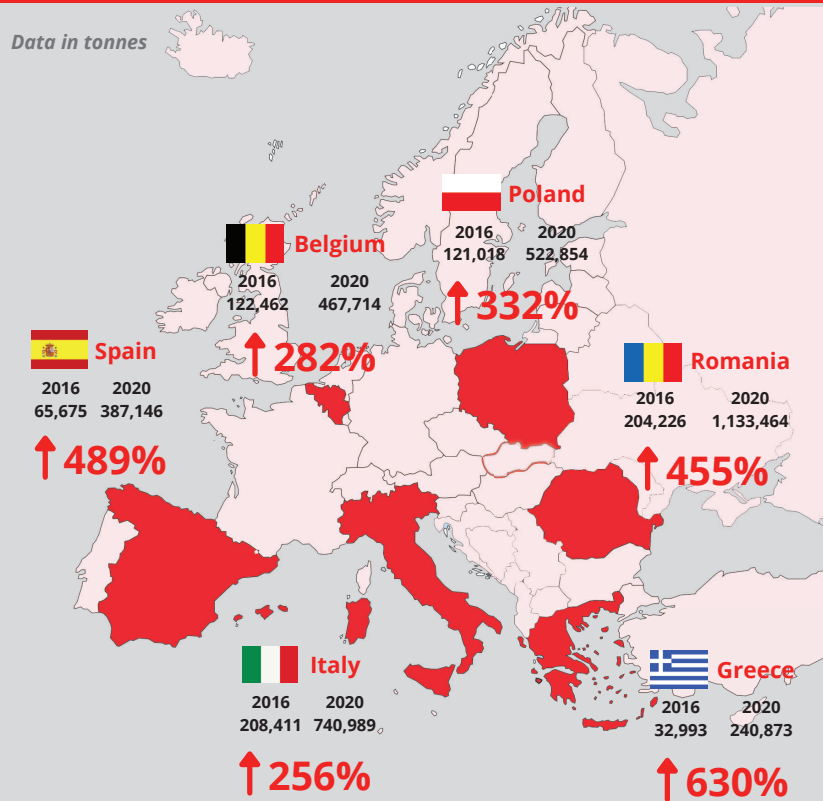 Data in tonnes
Poland
2016 2020
121,018 522,854
332%
Belgium
2016 2020
122,462 467,714
282%
Spain
2016 2020
65,675 387,146
489%
Romania
2016 2020
204,226 1,133,464
455%
Italy
2016 2020
208,411 740,989
256%
Greece
2016 2020
32,993 240,873
630%